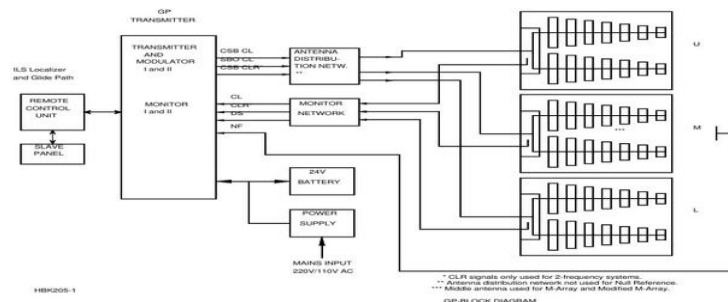 GP
TRANSMITTER
TRANSMITTER
AND
MODULATOR
I and II
MONITOR
I and II
ILS Localizer
and Glide Path
REMOTE
CONTROL
UNIT
SLAVE
PANEL
CSB CL
SBO CL
CSB CLR*
ANTENNA
DISTRIBU-
TION NETW.
**
CL
CLR*
DS
NF
MONITOR
NETWORK
24V
BATTERY
POWER
SUPPLY
MAINS INPUT
220V/110V AC
U
***
M
L
HBK205-1
* CLR signals only used for 2-frequency systems.
** Antenna distribution network not used for Null Reference.
*** Middle antenna used for M-Array and Modified M-Array.
GP-BLOCK DIAGRAM